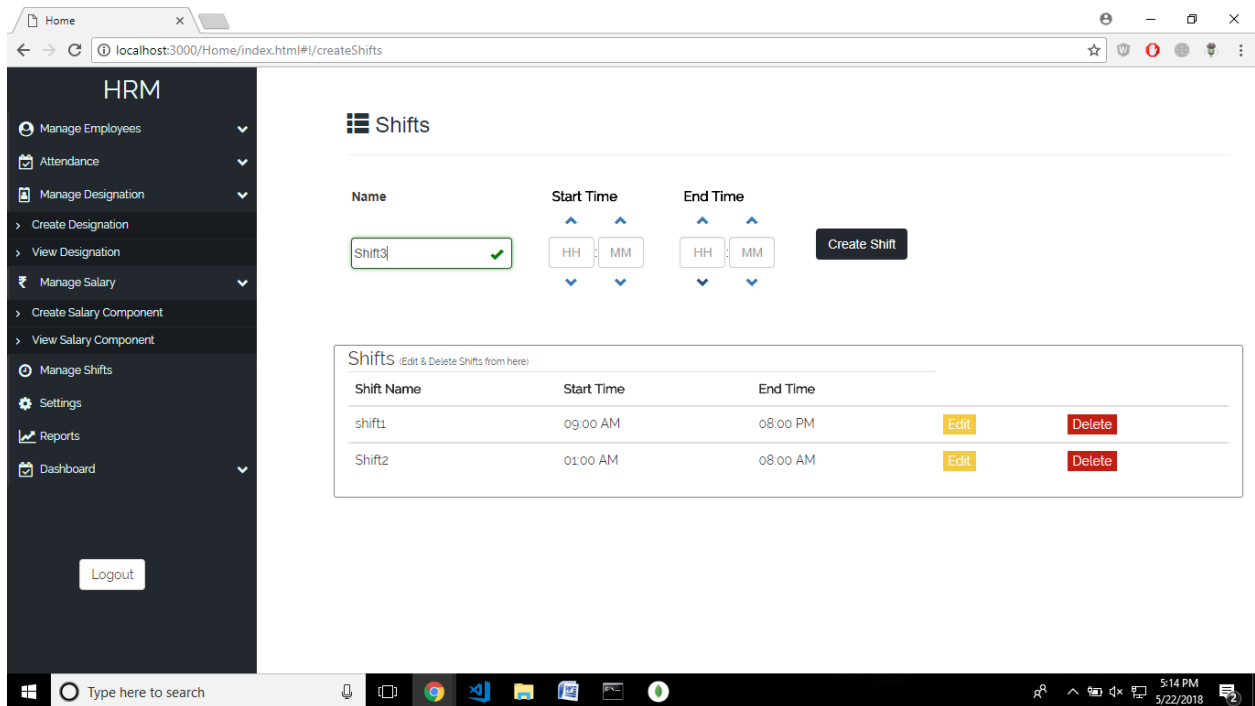 Home
localhost:3000/Home/index.html#!/createShifts
HRM
Manage Employees
Attendance
Manage Designation
Create Designation
View Designation
Manage Salary
Create Salary Component
View Salary Component
Manage Shifts
Settings
Reports
Dashboard
Logout
Shifts
Name Start Time End Time
Shift3 HH : MM HH : MM Create Shift
Shifts (Edit & Delete Shifts from here)
Shift Name Start Time End Time
shift1 09:00 AM 08:00 PM Edit Delete
Shift2 01:00 AM 08:00 AM Edit Delete
Type here to search
5:14 PM
5/22/2018
2